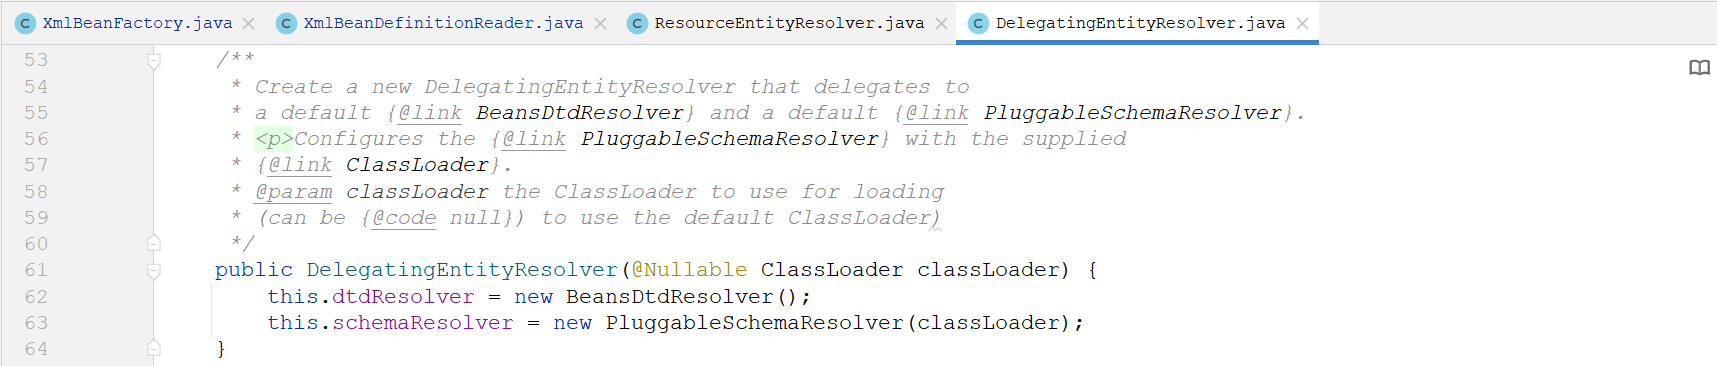 C XmlBeanFactory.java × C XmlBeanDefinitionReader.java × C ResourceEntityResolver.java × C DelegatingEntityResolver.java ×
53 /**
54 * Create a new DelegatingEntityResolver that delegates to
55 * a default {@link BeansDtdResolver} and a default {@link PluggableSchemaResolver}.
56 * <p>Configures the {@link PluggableSchemaResolver} with the supplied
57 * {@link ClassLoader}.
58 * @param classLoader the ClassLoader to use for loading
59 * (can be {@code null}) to use the default ClassLoader)
60 */
61 public DelegatingEntityResolver(@Nullable ClassLoader classLoader) {
62 this.dtdResolver = new BeansDtdResolver();
63 this.schemaResolver = new PluggableSchemaResolver(classLoader);
64 }